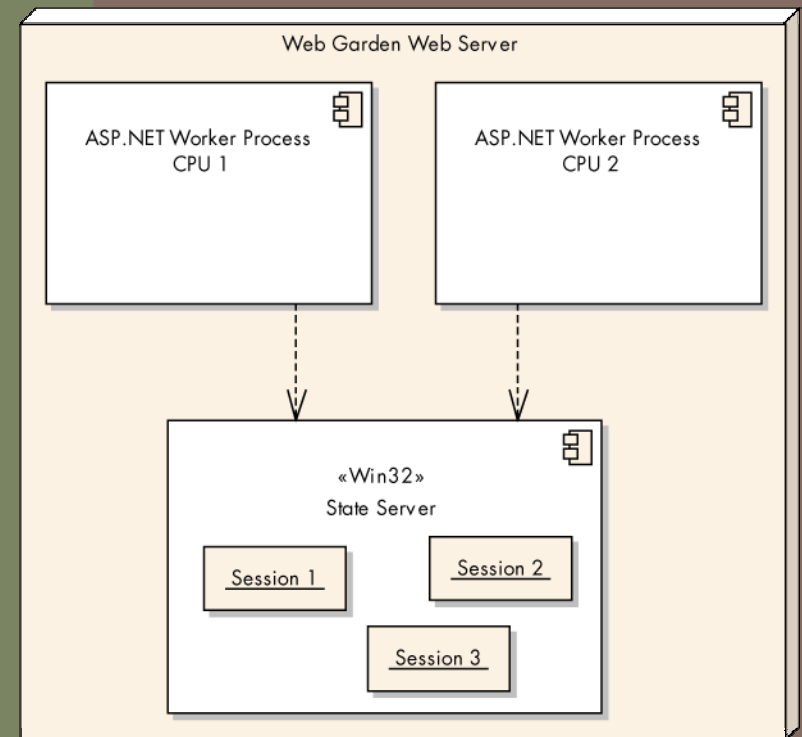 Web Garden Web Server
ASP.NET Worker Process
CPU 1
ASP.NET Worker Process
CPU 2
«Win32»
State Server
Session 1
Session 2
Session 3